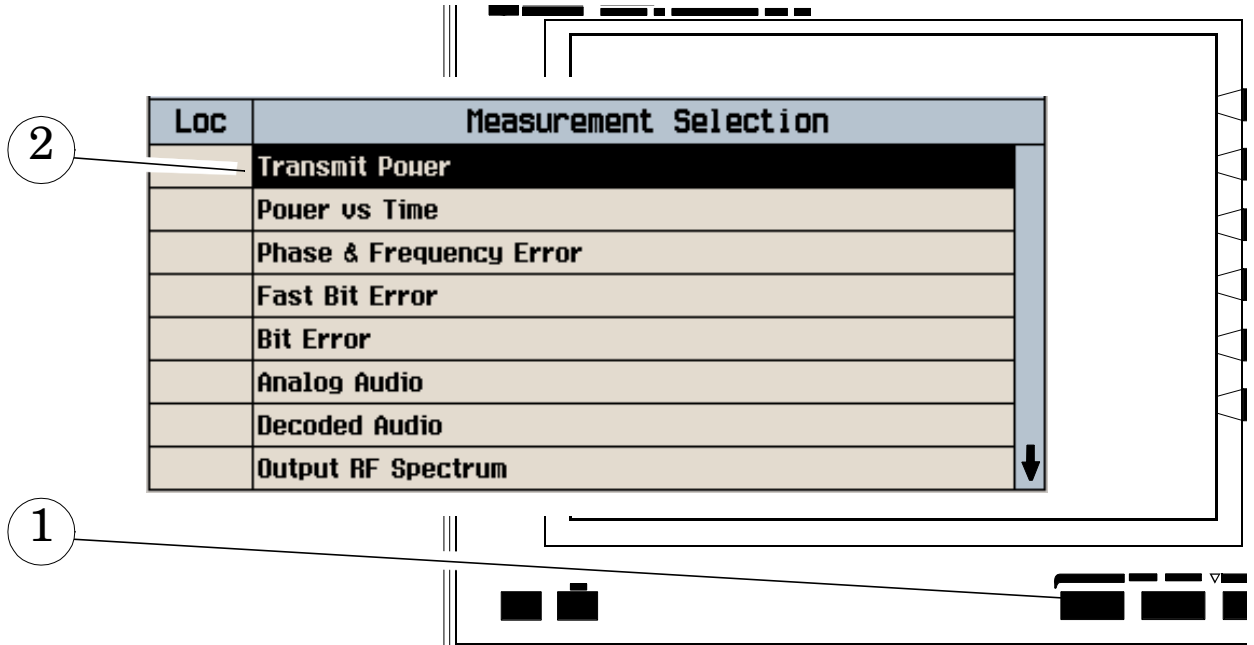 Loc Measurement Selection
2
Transmit Power
Power vs Time
Phase & Frequency Error
Fast Bit Error
Bit Error
Analog Audio
Decoded Audio
Output RF Spectrum
1